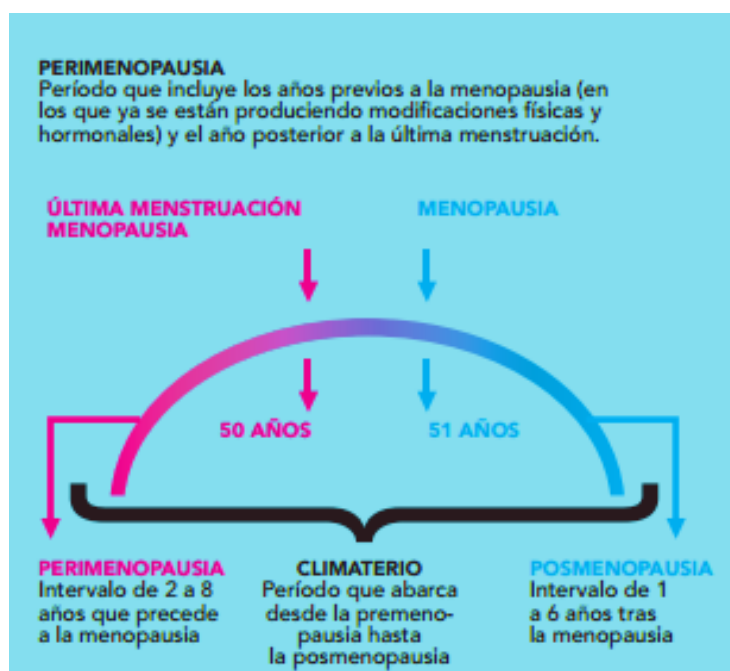 PERIMENOPAUSIA
Período que incluye los años previos a la menopausia (en
los que ya se están produciendo modificaciones físicas y
hormonales) y el año posterior a la última menstruación.
ÚLTIMA MENSTRUACIÓN
MENOPAUSIA
MENOPAUSIA
50 AÑOS
51 AÑOS
PERIMENOPAUSIA
Intervalo de 2 a 8
años que precede
a la menopausia
CLIMATERIO
Período que abarca
desde la premeno-
pausia hasta
la posmenopausia
POSMENOPAUSIA
Intervalo de 1
a 6 años tras
la menopausia